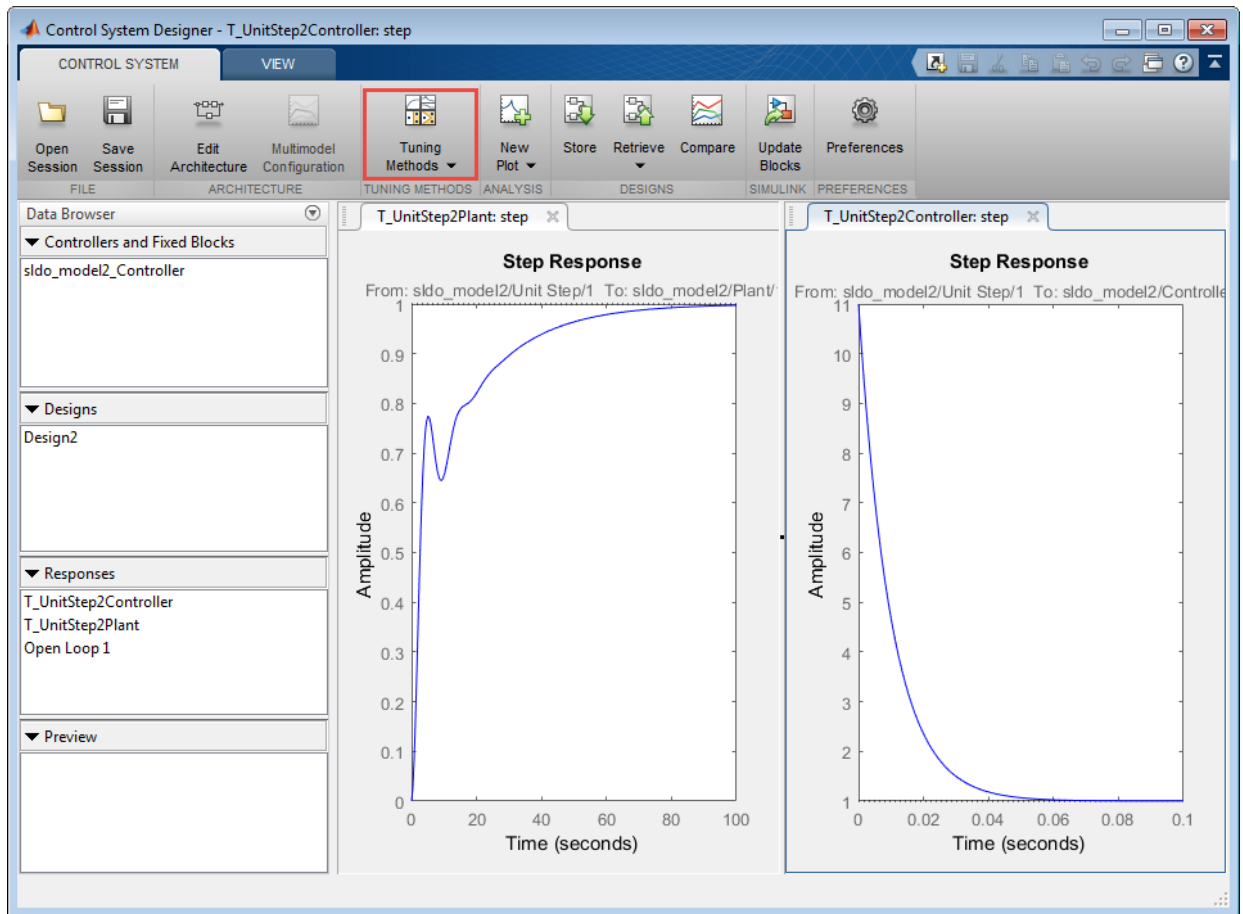 Control System Designer - T_UnitStep2Controller: step
CONTROL SYSTEM
VIEW
Open Session
Save Session
Edit Architecture
Multimodel Configuration
Tuning Methods
New Plot
Store
Retrieve
Compare
Update Blocks
Preferences
FILE
ARCHITECTURE
TUNING METHODS
ANALYSIS
DESIGNS
SIMULINK
PREFERENCES
Data Browser
Controllers and Fixed Blocks
sldo_model2_Controller
Designs
Design2
Responses
T_UnitStep2Controller
T_UnitStep2Plant
Open Loop 1
Preview
T_UnitStep2Plant: step
Step Response
From: sldo_model2/Unit Step/1 To: sldo_model2/Plant/
Amplitude
1
0.9
0.8
0.7
0.6
0.5
0.4
0.3
0.2
0.1
0
0 20 40 60 80 100
Time (seconds)
T_UnitStep2Controller: step
Step Response
From: sldo_model2/Unit Step/1 To: sldo_model2/Controlle
Amplitude
11
10
9
8
7
6
5
4
3
2
1
0 0.02 0.04 0.06 0.08 0.1
Time (seconds)